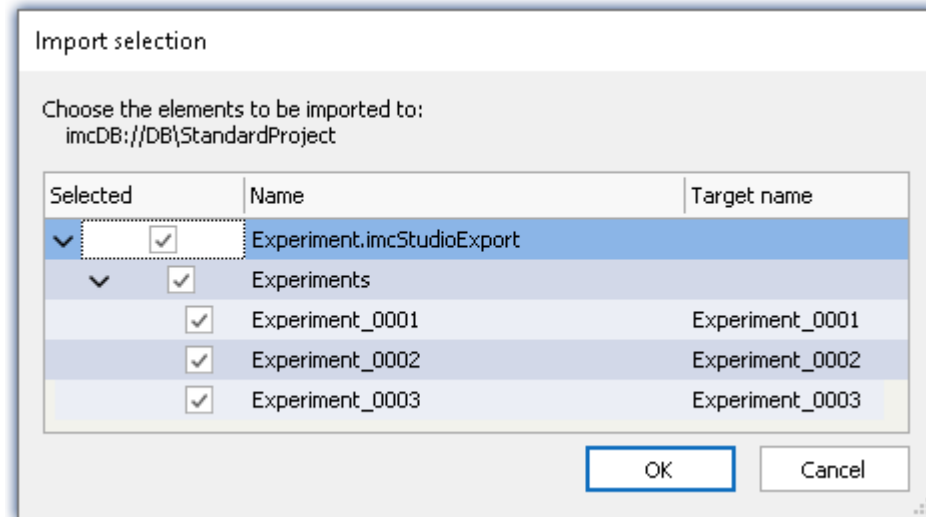 Import selection
Choose the elements to be imported to:
imcDB://DB\StandardProject
Selected Name Target name
Experiment.imcStudioExport
Experiments
Experiment_0001 Experiment_0001
Experiment_0002 Experiment_0002
Experiment_0003 Experiment_0003
OK Cancel